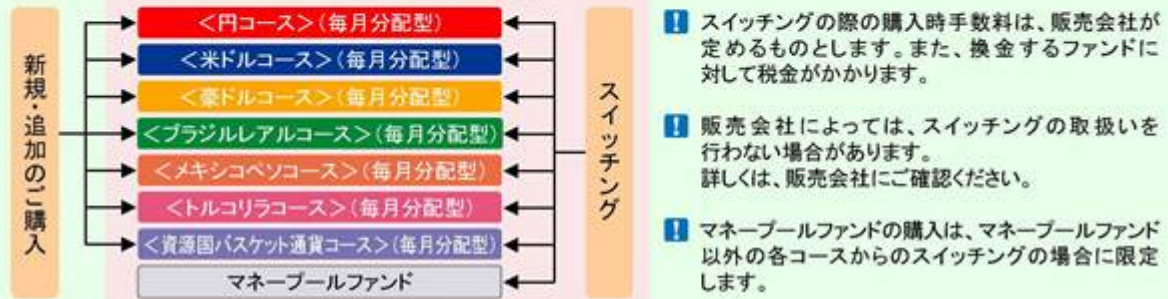 新規・追加のご購入
＜円コース＞(毎月分配型)
＜米ドルコース＞(毎月分配型)
＜豪ドルコース＞(毎月分配型)
＜ブラジルレアルコース＞(毎月分配型)
＜メキシコペソコース＞(毎月分配型)
＜トルコリラコース＞(毎月分配型)
＜資源国バスケット通貨コース＞(毎月分配型)
マネープールファンド
スイッチング
! スイッチングの際の購入時手数料は、販売会社が
定めるものとします。また、換金するファンドに
対して税金がかかります。
! 販売会社によっては、スイッチングの取扱いを
行わない場合があります。
詳しくは、販売会社にご確認ください。
! マネープールファンドの購入は、マネープールファンド
以外の各コースからのスイッチングの場合に限定
します。